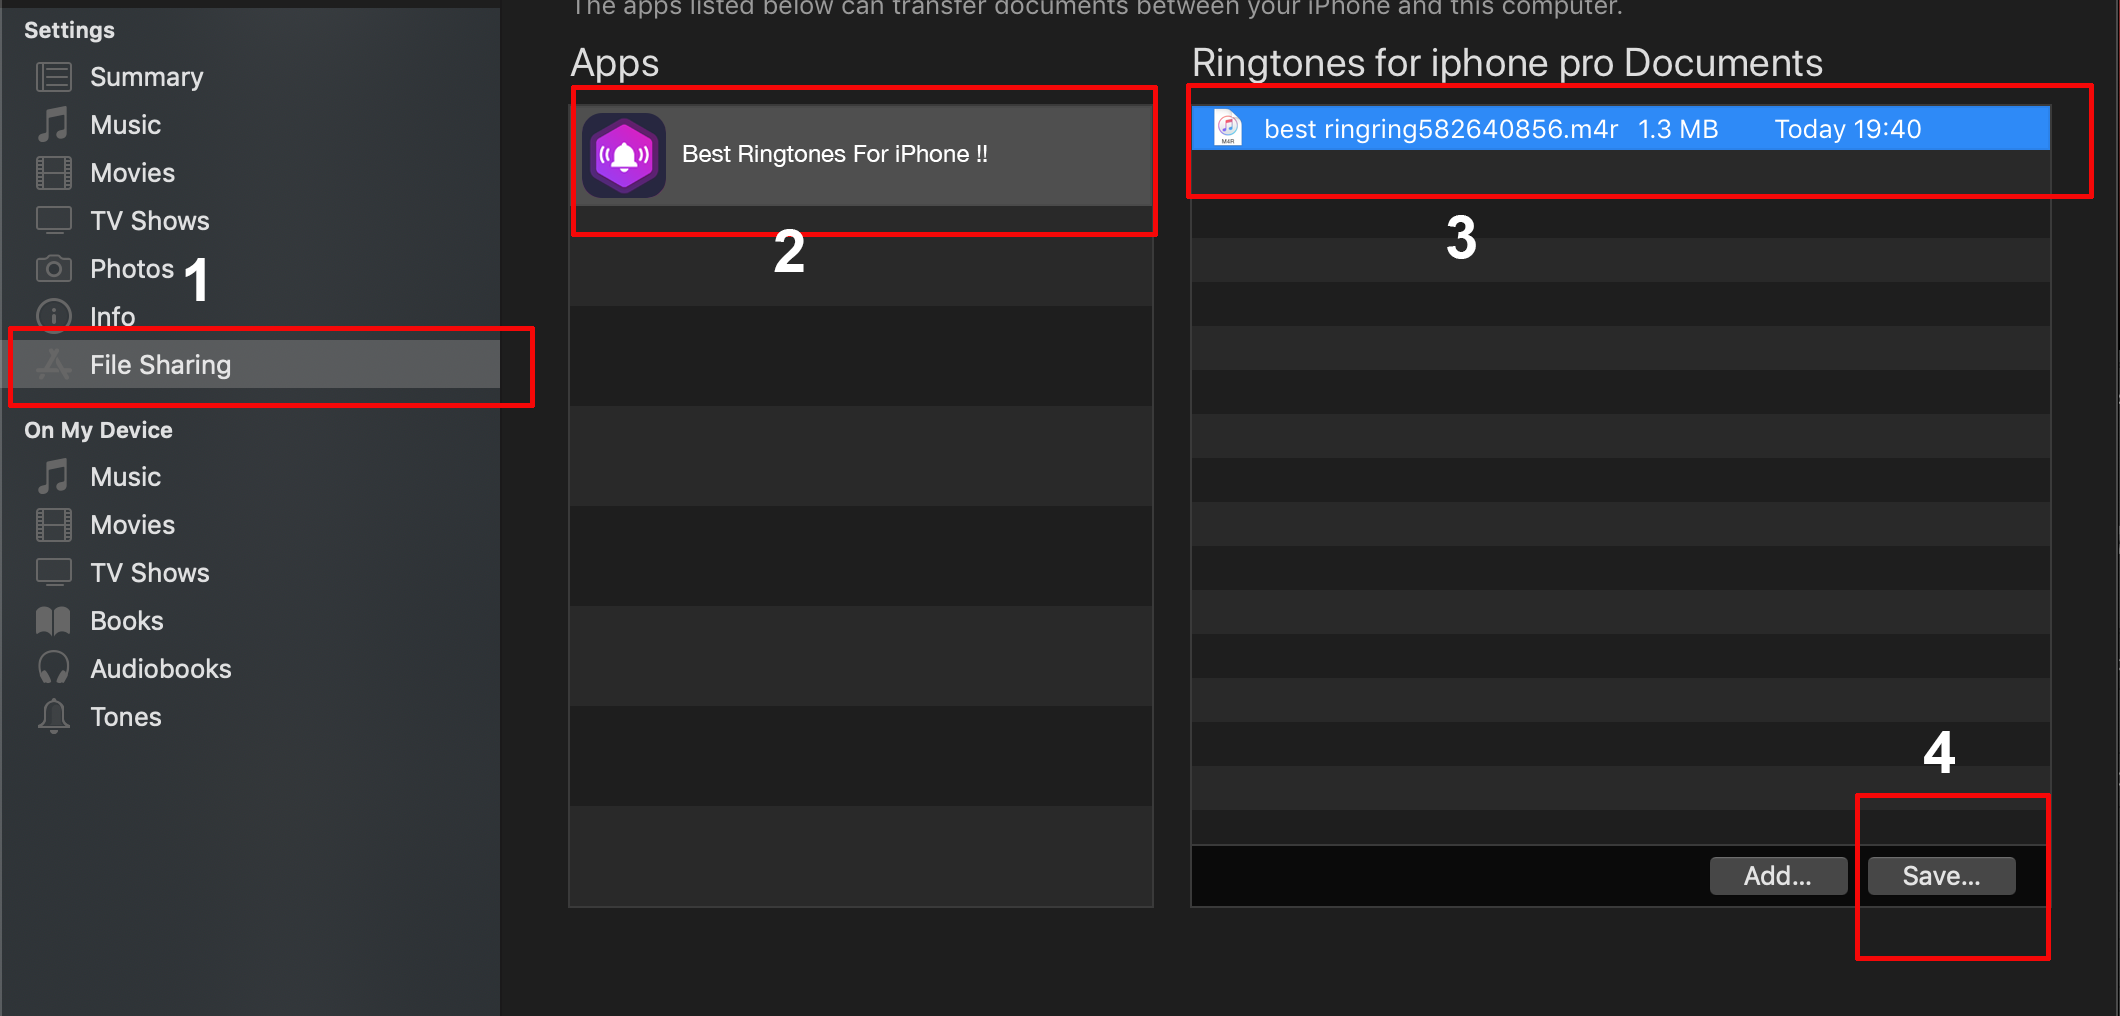 The apps listed below can transfer documents between your iPhone and this computer.
Settings
Summary
Music
Movies
TV Shows
Photos
1
Info
File Sharing
On My Device
Music
Movies
TV Shows
Books
Audiobooks
Tones
Apps
Best Ringtones For iPhone !!
2
Ringtones for iphone pro Documents
M4R
best ringring582640856.m4r 1.3 MB Today 19:40
3
4
Add... Save...